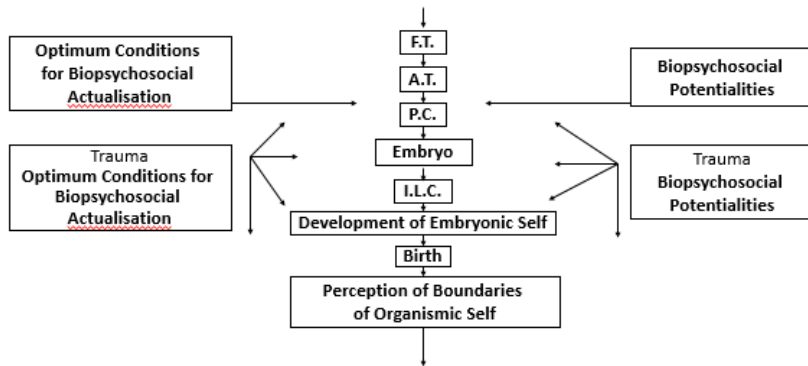 Optimum Conditions
for Biopsychosocial
Actualisation
Trauma
Optimum Conditions for
Biopsychosocial
Actualisation
F.T.
A.T.
P.C.
Embryo
I.L.C.
Development of Embryonic Self
Birth
Perception of Boundaries
of Organismic Self
Biopsychosocial
Potentialities
Trauma
Biopsychosocial
Potentialities